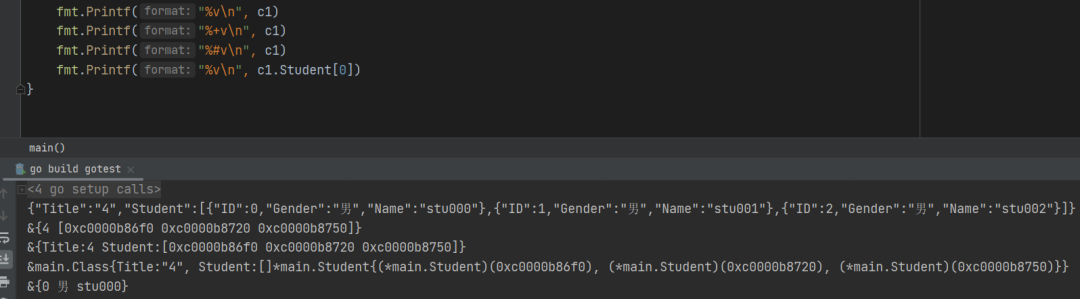 fmt.Printf( format: "%v\n", c1)
fmt.Printf( format: "%+v\n", c1)
fmt.Printf( format: "%#v\n", c1)
fmt.Printf( format: "%v\n", c1.Student[0])
}
main()
go build gotest ×
<4 go setup calls>
{"Title":"4","Student":[{"ID":0,"Gender":"男","Name":"stu000"},{"ID":1,"Gender":"男","Name":"stu001"},{"ID":2,"Gender":"男","Name":"stu002"}]}
&{4 [0xc0000b86f0 0xc0000b8720 0xc0000b8750]}
&{Title:4 Student:[0xc0000b86f0 0xc0000b8720 0xc0000b8750]}
&main.Class{Title:"4", Student:[]*main.Student{(*main.Student)(0xc0000b86f0), (*main.Student)(0xc0000b8720), (*main.Student)(0xc0000b8750)}}
&{0 男 stu000}